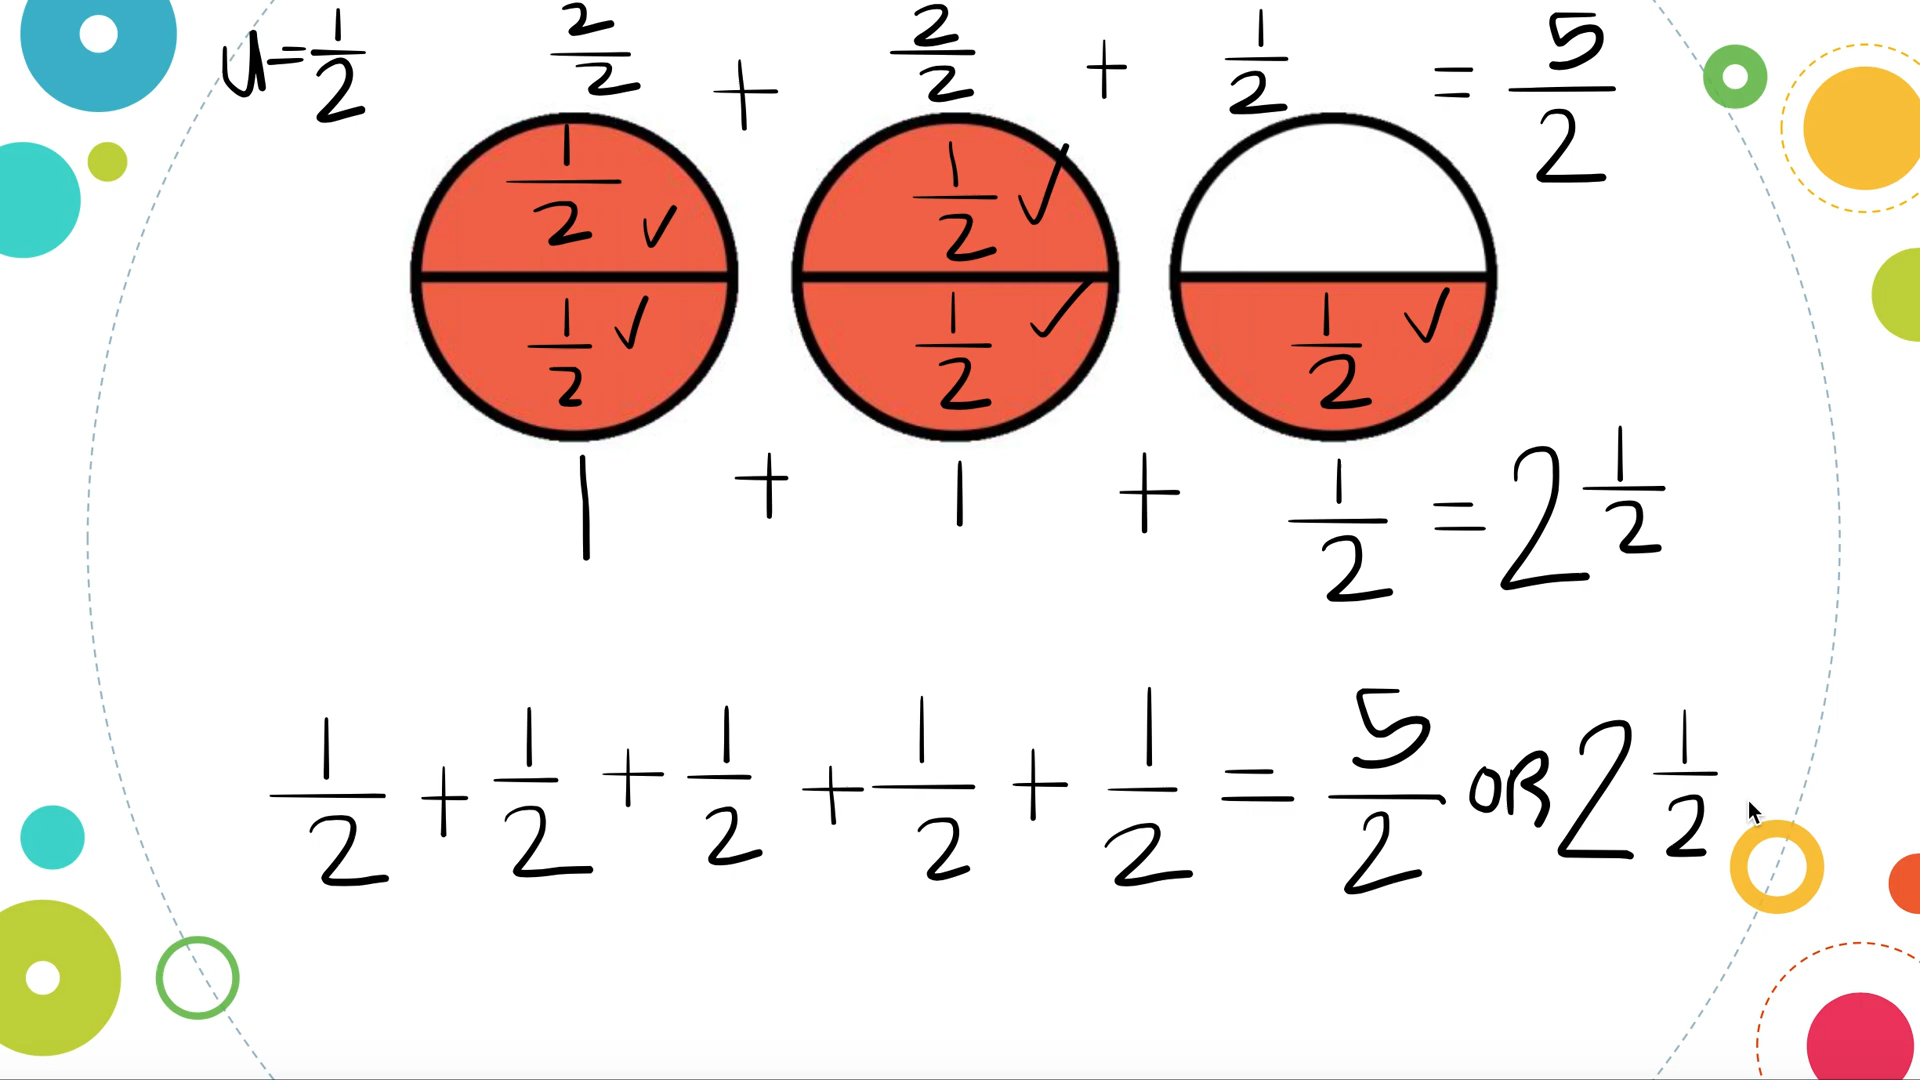 u=1/2 2/2 + 2/2 + 1/2 = 5/2
1/2 ✓ 1/2 ✓
1/2 ✓ 1/2 ✓ 1/2 ✓
1 + 1 + 1/2 = 2 1/2
1/2 + 1/2 + 1/2 + 1/2 + 1/2 = 5/2 OR 2 1/2